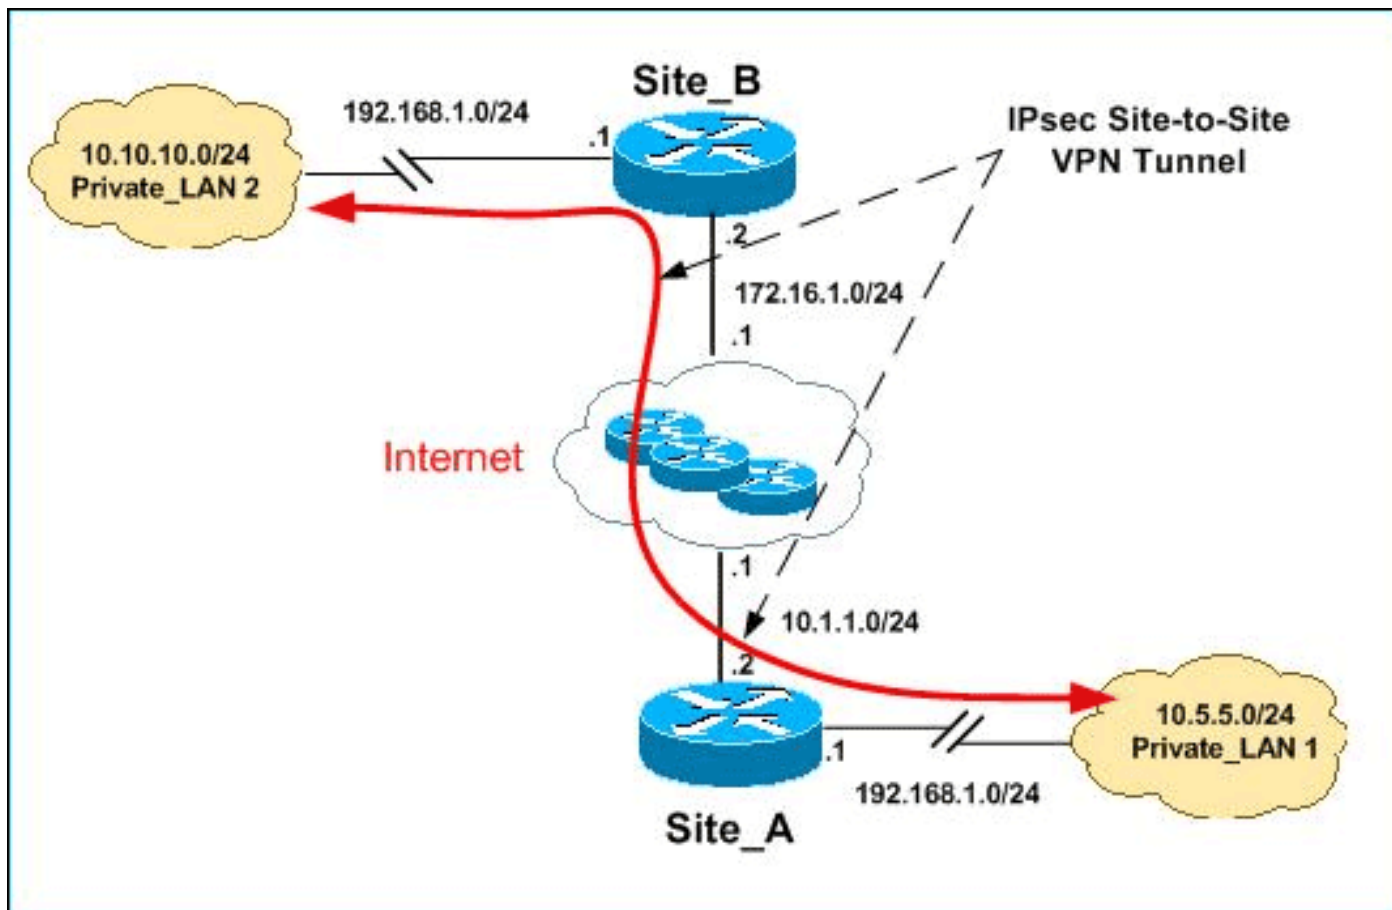 Site_B
192.168.1.0/24
.1
10.10.10.0/24
Private_LAN 2
IPsec Site-to-Site
VPN Tunnel
.2
172.16.1.0/24
.1
Internet
.1
10.1.1.0/24
.2
10.5.5.0/24
Private_LAN 1
.1
192.168.1.0/24
Site_A